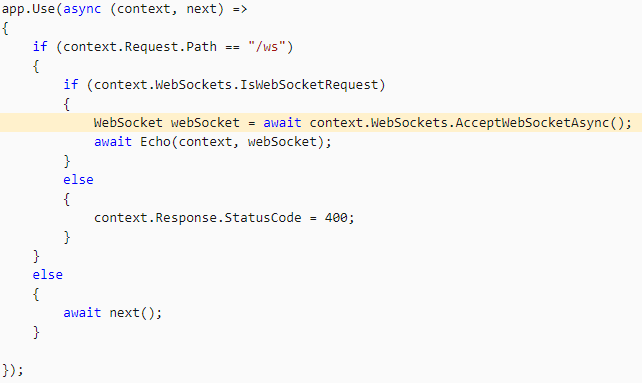 app.Use(async (context, next) =>
{
    if (context.Request.Path == "/ws")
    {
        if (context.WebSockets.IsWebSocketRequest)
        {
            WebSocket webSocket = await context.WebSockets.AcceptWebSocketAsync();
            await Echo(context, webSocket);
        }
        else
        {
            context.Response.StatusCode = 400;
        }
    }
    else
    {
        await next();
    }

});